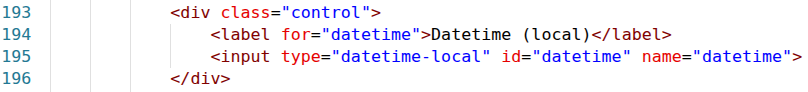 193 <div class="control">
194 <label for="datetime">Datetime (local)</label>
195 <input type="datetime-local" id="datetime" name="datetime">
196 </div>